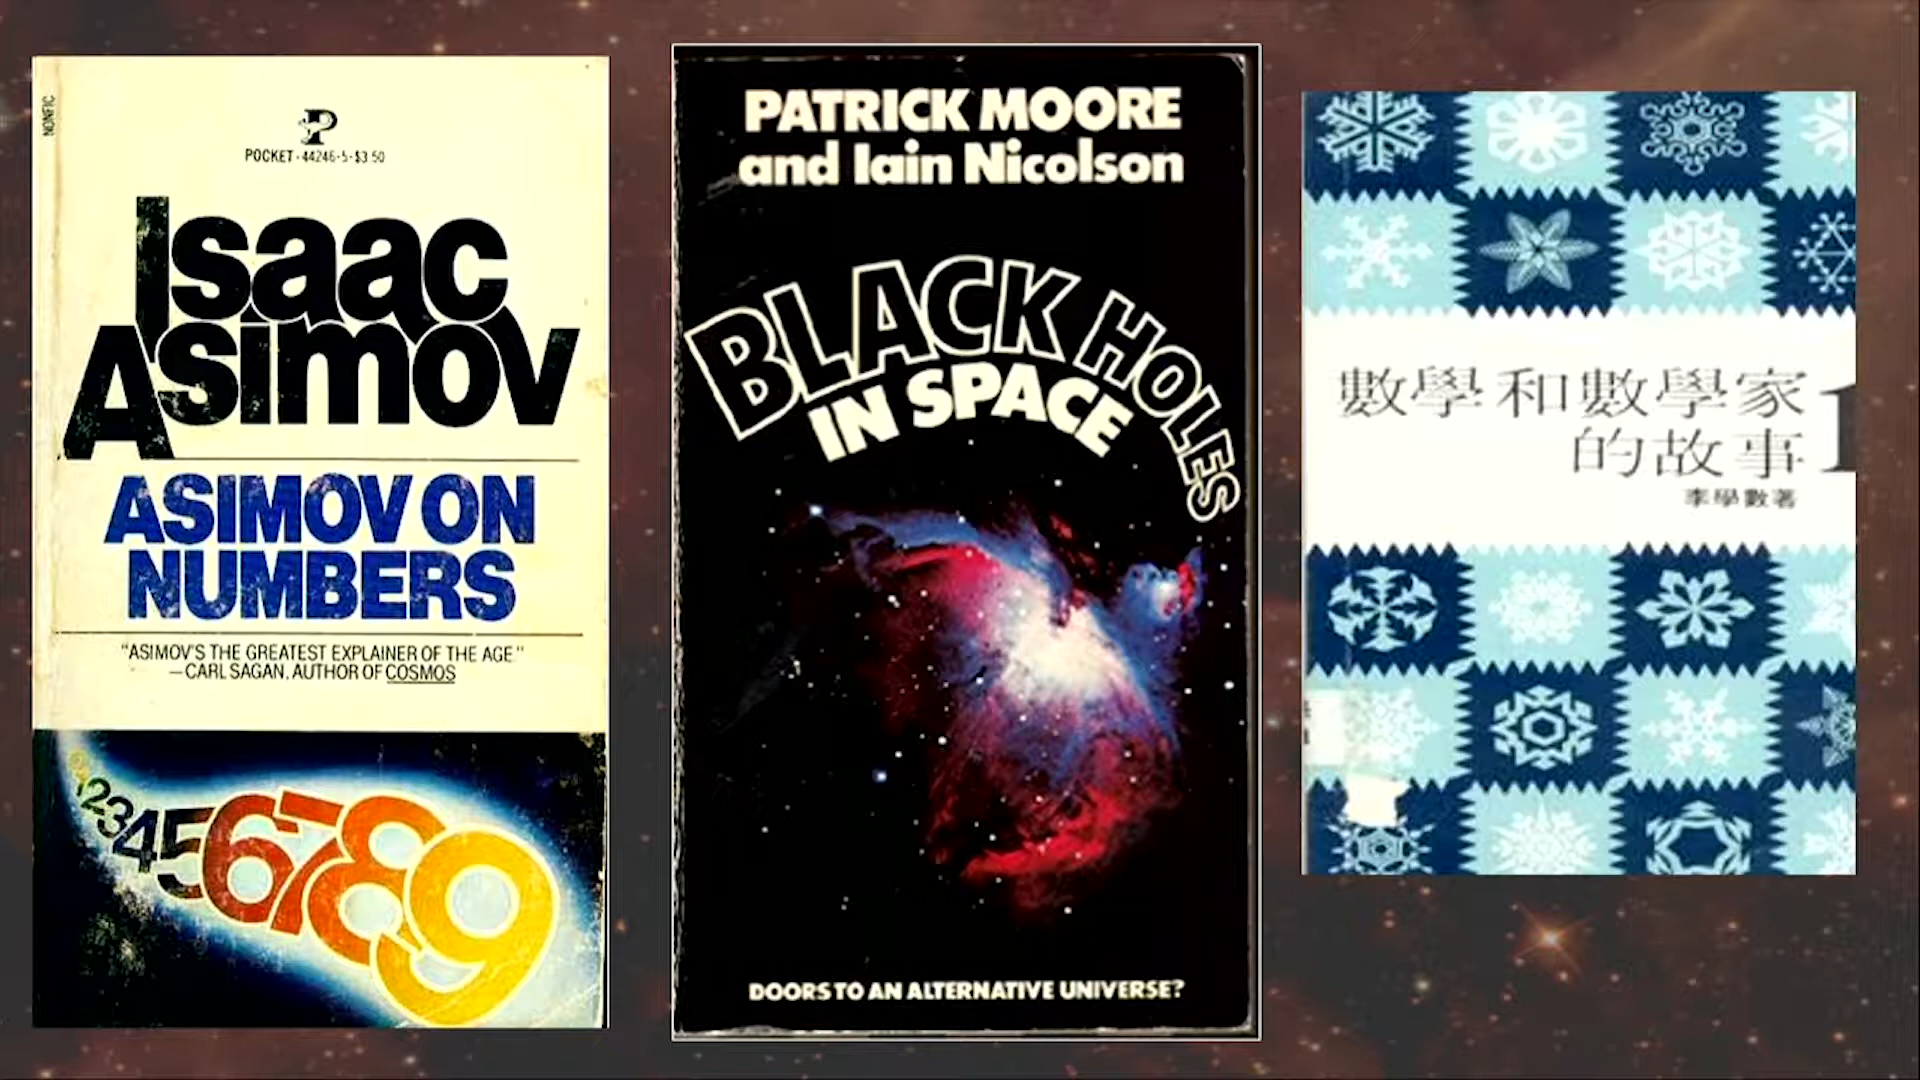 NONFIC
POCKET-44246-5-$3.50
Isaac
Asimov
ASIMOV ON
NUMBERS
"ASIMOV'S THE GREATEST EXPLAINER OF THE AGE."
—CARL SAGAN, AUTHOR OF COSMOS
123456789
PATRICK MOORE
and Iain Nicolson
BLACK HOLES
IN SPACE
DOORS TO AN ALTERNATIVE UNIVERSE?
數學和數學家
的故事 1
李學數著